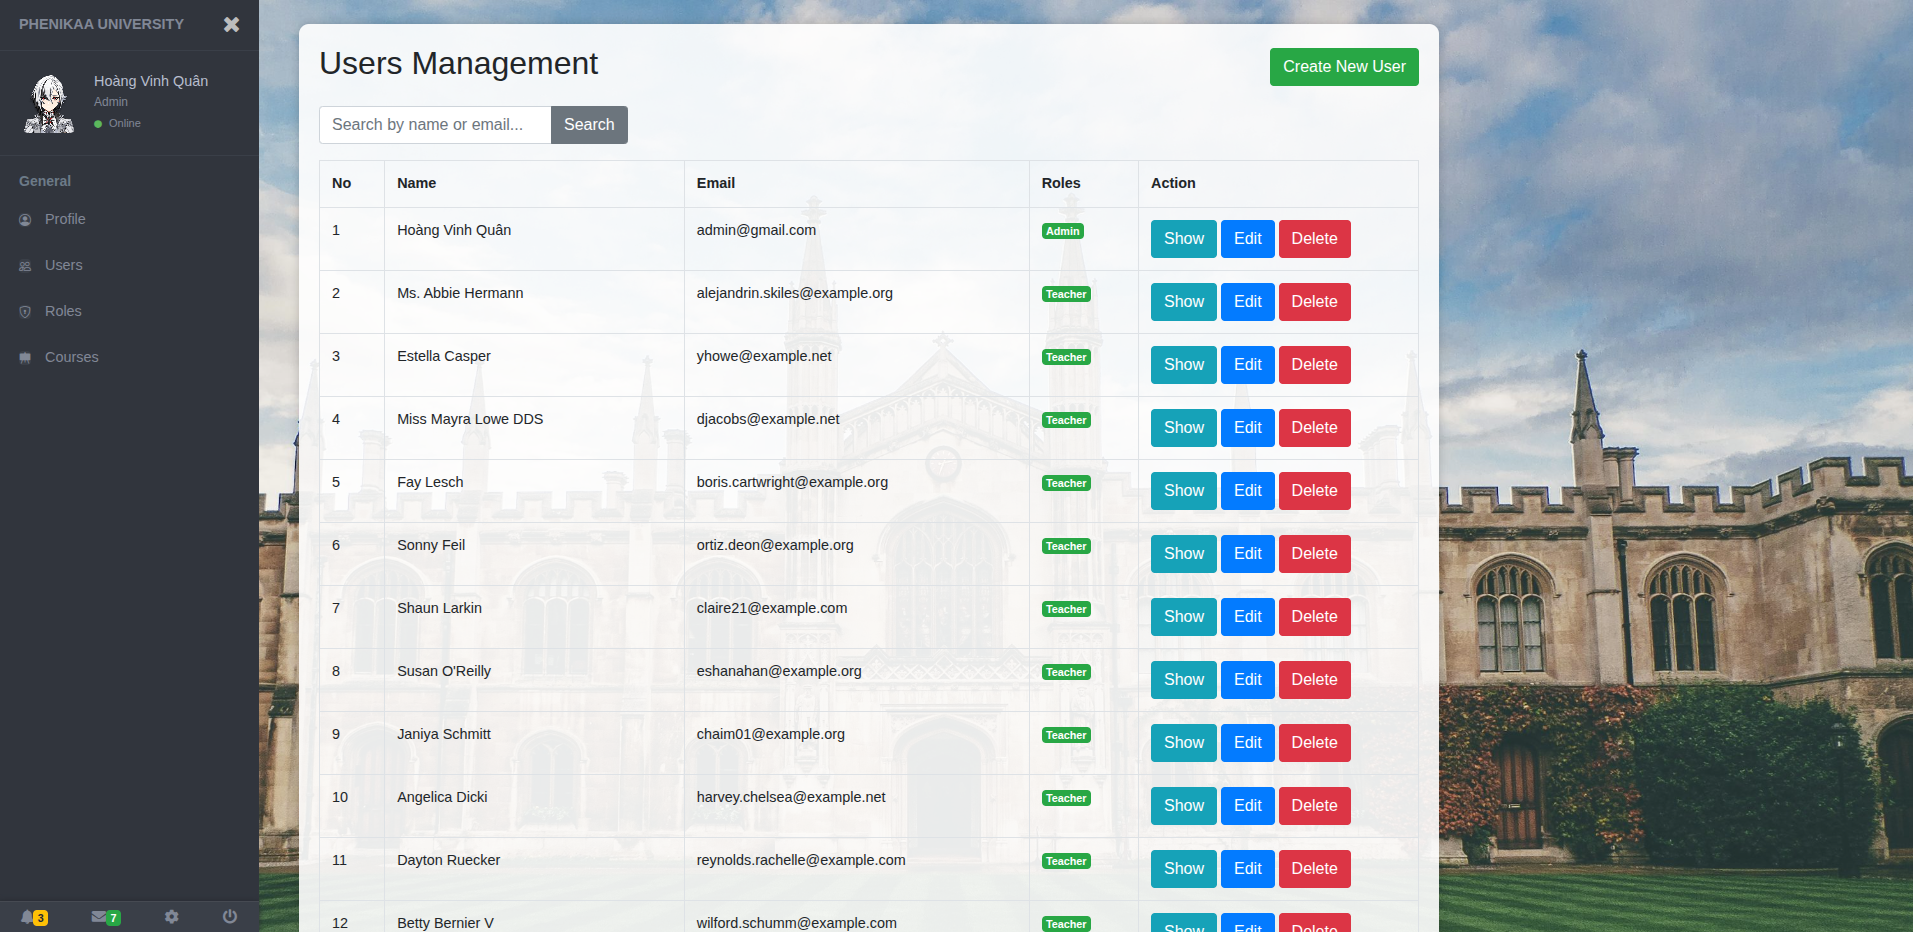 PHENIKAA UNIVERSITY
Hoàng Vinh Quân
Admin
Online
General
Profile
Users
Roles
Courses
3
7
Users Management
Create New User
Search by name or email... Search
No Name Email Roles Action
1 Hoàng Vinh Quân admin@gmail.com Admin Show Edit Delete
2 Ms. Abbie Hermann alejandrin.skiles@example.org Teacher Show Edit Delete
3 Estella Casper yhowe@example.net Teacher Show Edit Delete
4 Miss Mayra Lowe DDS djacobs@example.net Teacher Show Edit Delete
5 Fay Lesch boris.cartwright@example.org Teacher Show Edit Delete
6 Sonny Feil ortiz.deon@example.org Teacher Show Edit Delete
7 Shaun Larkin claire21@example.com Teacher Show Edit Delete
8 Susan O'Reilly eshanahan@example.org Teacher Show Edit Delete
9 Janiya Schmitt chaim01@example.org Teacher Show Edit Delete
10 Angelica Dicki harvey.chelsea@example.net Teacher Show Edit Delete
11 Dayton Ruecker reynolds.rachelle@example.com Teacher Show Edit Delete
12 Betty Bernier V wilford.schumm@example.com Teacher Show Edit Delete